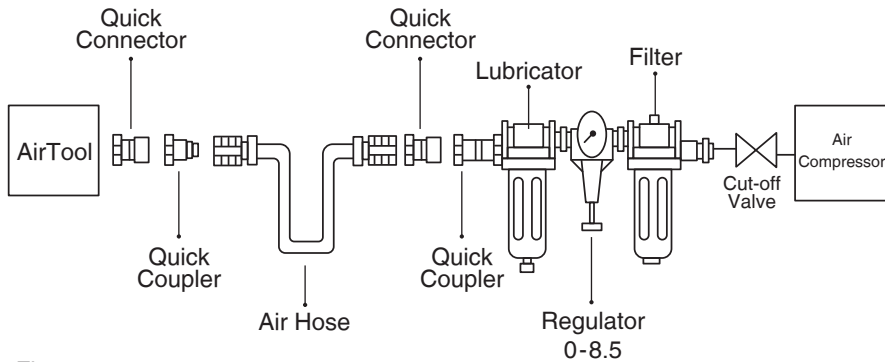 Quick
Connector
Quick
Connector
Lubricator
Filter
AirTool
Air
Compressor
Cut-off
Valve
Quick
Coupler
Quick
Coupler
Air Hose
Regulator
0-8.5